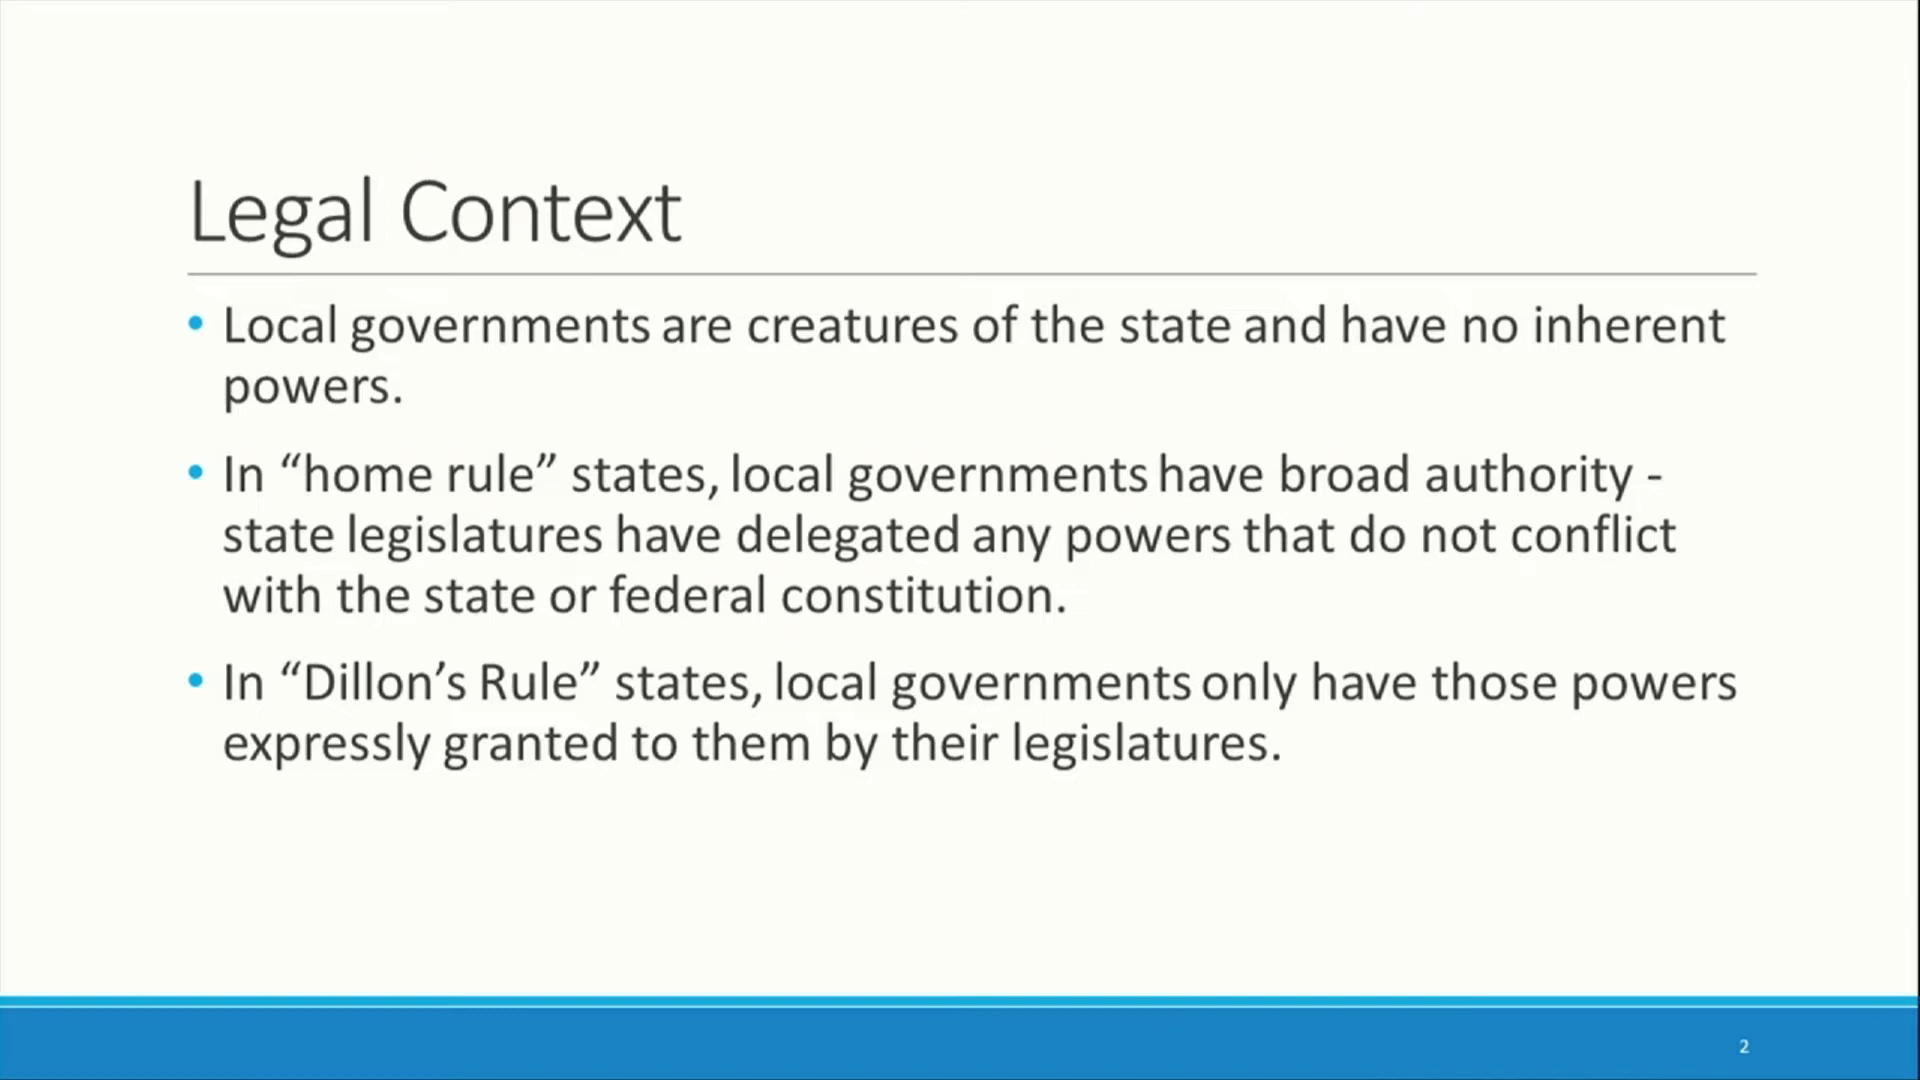 Legal Context
• Local governments are creatures of the state and have no inherent
powers.
• In “home rule” states, local governments have broad authority -
state legislatures have delegated any powers that do not conflict
with the state or federal constitution.
• In “Dillon’s Rule” states, local governments only have those powers
expressly granted to them by their legislatures.
2